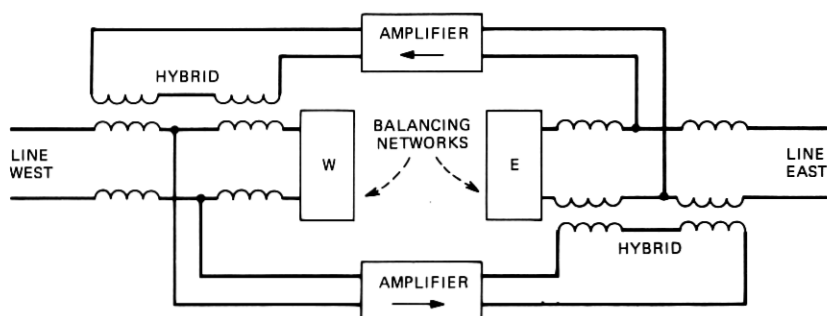 AMPLIFIER
HYBRID
LINE
WEST
W
BALANCING
NETWORKS
E
LINE
EAST
HYBRID
AMPLIFIER